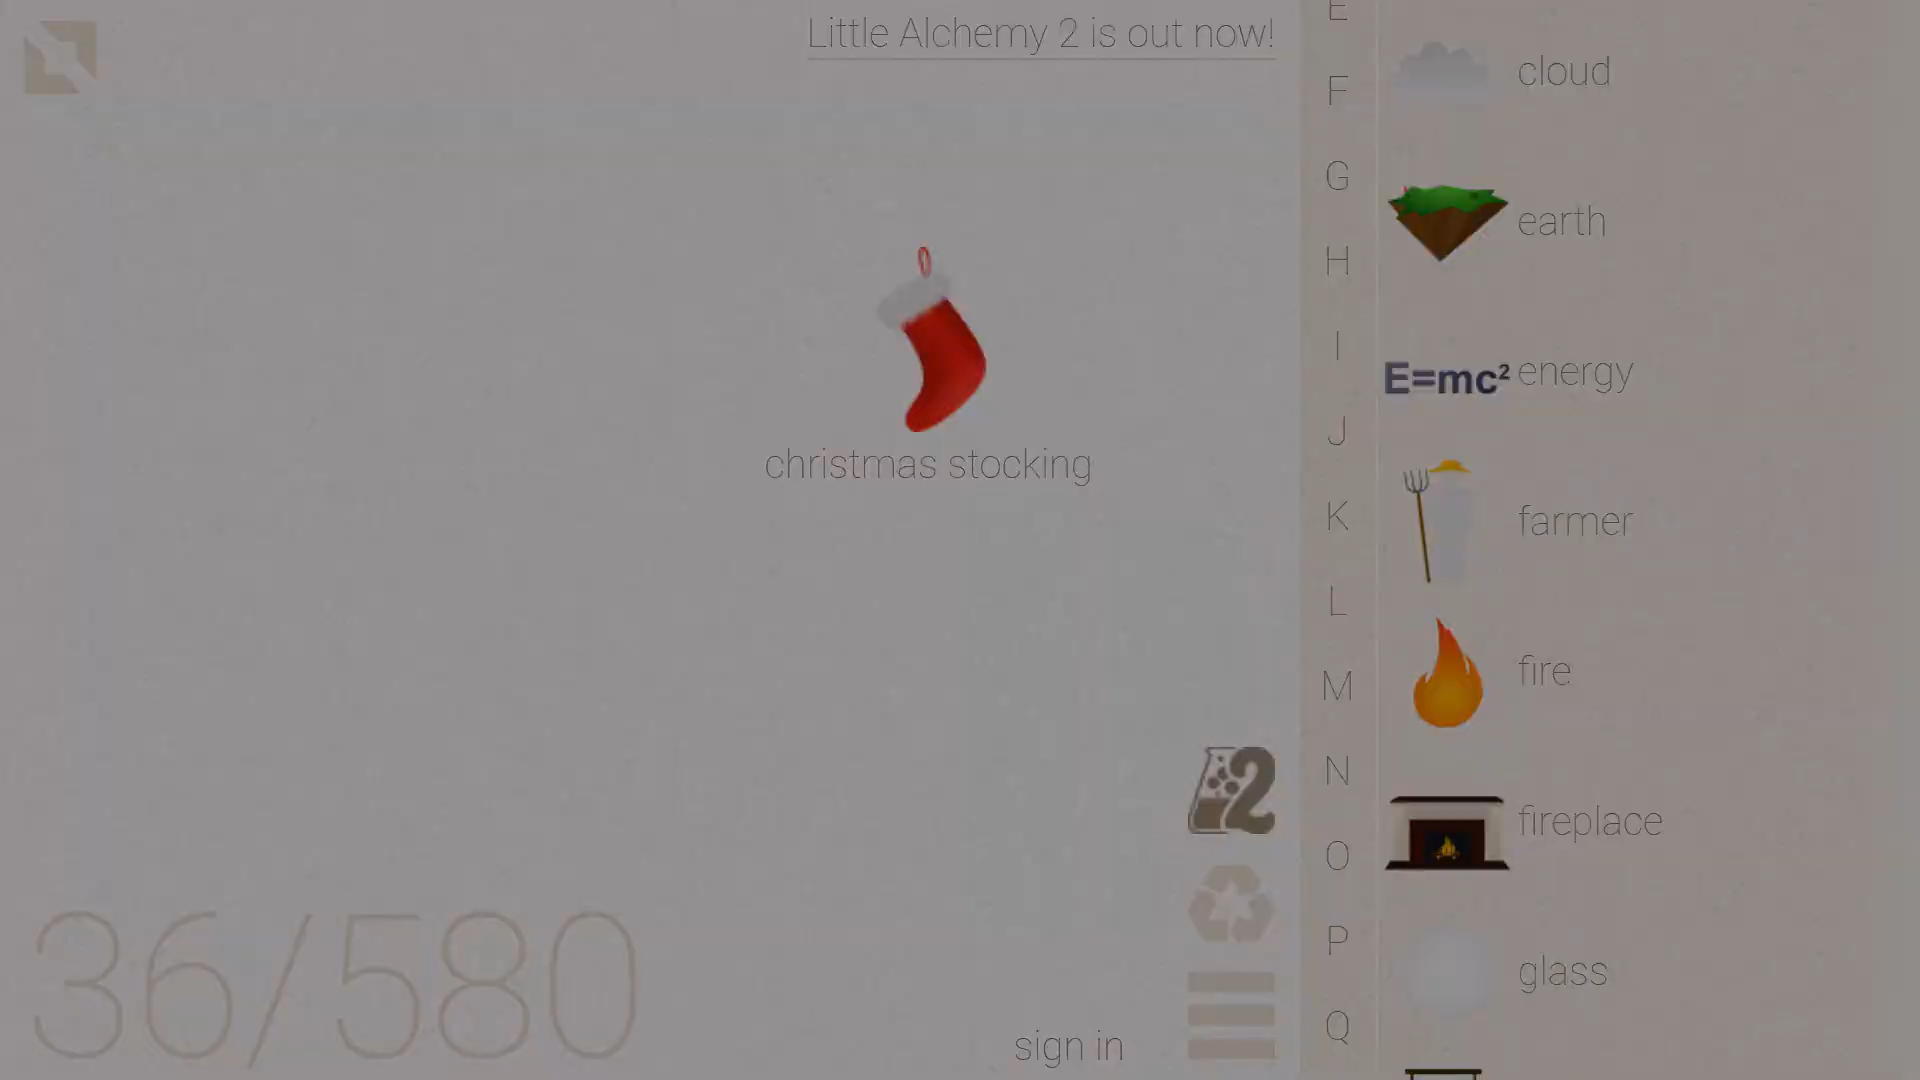 Little Alchemy 2 is out now!
christmas stocking
36/580
sign in
2
E
F
G
H
I
J
K
L
M
N
O
P
Q
cloud
earth
E=mc² energy
farmer
fire
fireplace
glass